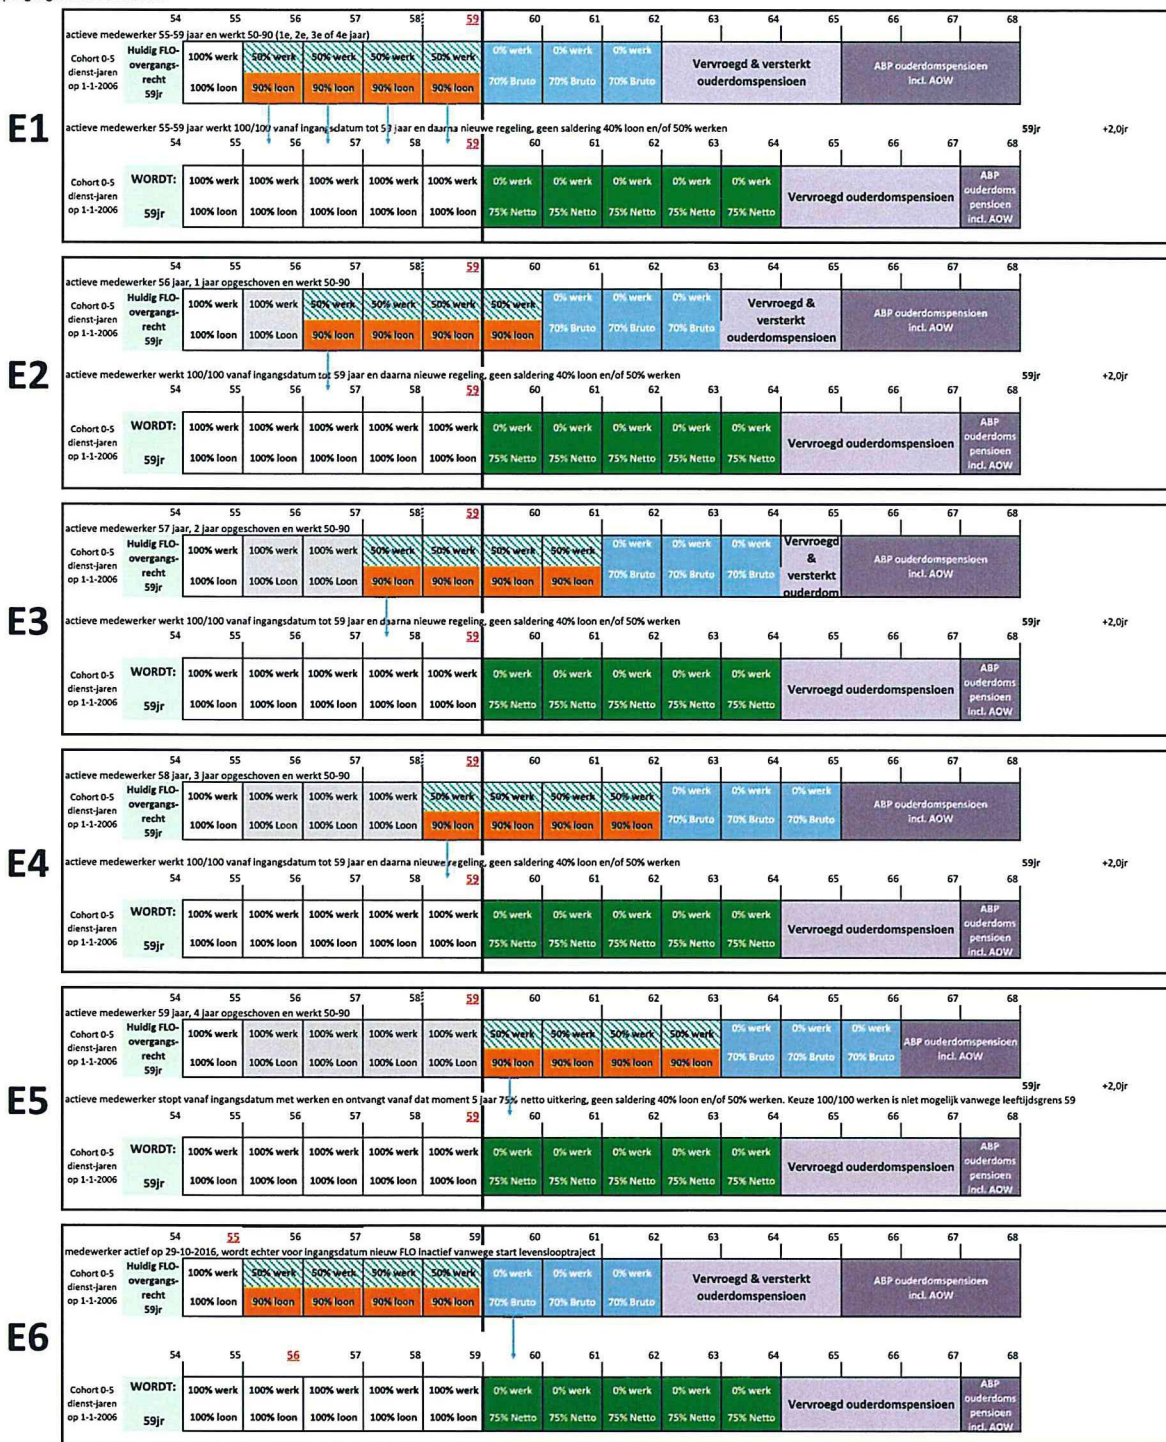 54 55 56 57 58 59 60 61 62 63 64 65 66 67 68
actieve medewerker 55-59 jaar en werkt 50-90 (1e, 2e, 3e of 4e jaar)
Cohort 0-5 dienst-jaren op 1-1-2006 Huidig FLO-overgangs-recht 59jr
100% werk 50% werk 50% werk 50% werk 50% werk 0% werk 0% werk 0% werk
100% loon 90% loon 90% loon 90% loon 90% loon 70% Bruto 70% Bruto 70% Bruto
Vervroegd & versterkt ouderdomspensioen
ABP ouderdomspensioen incl. AOW
E1
actieve medewerker 55-59 jaar werkt 100/100 vanaf ingangsdatum tot 59 jaar en daarna nieuwe regeling, geen saldering 40% loon en/of 50% werken 59jr +2,0jr
54 55 56 57 58 59 60 61 62 63 64 65 66 67 68
Cohort 0-5 dienst-jaren op 1-1-2006 WORDT: 59jr
100% werk 100% werk 100% werk 100% werk 100% werk 0% werk 0% werk 0% werk 0% werk 0% werk
100% loon 100% loon 100% loon 100% loon 100% loon 75% Netto 75% Netto 75% Netto 75% Netto 75% Netto
Vervroegd ouderdomspensioen
ABP ouderdoms pensioen incl. AOW
54 55 56 57 58 59 60 61 62 63 64 65 66 67 68
actieve medewerker 56 jaar, 1 jaar opgeschoven en werkt 50-90
Cohort 0-5 dienst-jaren op 1-1-2006 Huidig FLO-overgangs-recht 59jr
100% werk 100% werk 50% werk 50% werk 50% werk 50% werk 0% werk 0% werk 0% werk
100% loon 100% Loon 90% loon 90% loon 90% loon 90% loon 70% Bruto 70% Bruto 70% Bruto
Vervroegd & versterkt ouderdomspensioen
ABP ouderdomspensioen incl. AOW
E2
actieve medewerker werkt 100/100 vanaf ingangsdatum tot 59 jaar en daarna nieuwe regeling, geen saldering 40% loon en/of 50% werken 59jr +2,0jr
54 55 56 57 58 59 60 61 62 63 64 65 66 67 68
Cohort 0-5 dienst-jaren op 1-1-2006 WORDT: 59jr
100% werk 100% werk 100% werk 100% werk 100% werk 0% werk 0% werk 0% werk 0% werk 0% werk
100% loon 100% loon 100% loon 100% loon 100% loon 75% Netto 75% Netto 75% Netto 75% Netto 75% Netto
Vervroegd ouderdomspensioen
ABP ouderdoms pensioen incl. AOW
54 55 56 57 58 59 60 61 62 63 64 65 66 67 68
actieve medewerker 57 jaar, 2 jaar opgeschoven en werkt 50-90
Cohort 0-5 dienst-jaren op 1-1-2006 Huidig FLO-overgangs-recht 59jr
100% werk 100% werk 100% werk 50% werk 50% werk 50% werk 50% werk 0% werk 0% werk 0% werk
100% loon 100% Loon 100% Loon 90% loon 90% loon 90% loon 90% loon 70% Bruto 70% Bruto 70% Bruto
Vervroegd & versterkt ouderdom
ABP ouderdomspensioen incl. AOW
E3
actieve medewerker werkt 100/100 vanaf ingangsdatum tot 59 jaar en daarna nieuwe regeling, geen saldering 40% loon en/of 50% werken 59jr +2,0jr
54 55 56 57 58 59 60 61 62 63 64 65 66 67 68
Cohort 0-5 dienst-jaren op 1-1-2006 WORDT: 59jr
100% werk 100% werk 100% werk 100% werk 100% werk 0% werk 0% werk 0% werk 0% werk 0% werk
100% loon 100% loon 100% loon 100% loon 100% loon 75% Netto 75% Netto 75% Netto 75% Netto 75% Netto
Vervroegd ouderdomspensioen
ABP ouderdoms pensioen incl. AOW
54 55 56 57 58 59 60 61 62 63 64 65 66 67 68
actieve medewerker 58 jaar, 3 jaar opgeschoven en werkt 50-90
Cohort 0-5 dienst-jaren op 1-1-2006 Huidig FLO-overgangs-recht 59jr
100% werk 100% werk 100% werk 100% werk 50% werk 50% werk 50% werk 50% werk 0% werk 0% werk 0% werk
100% loon 100% Loon 100% Loon 100% Loon 90% loon 90% loon 90% loon 90% loon 70% Bruto 70% Bruto 70% Bruto
ABP ouderdomspensioen incl. AOW
E4
actieve medewerker werkt 100/100 vanaf ingangsdatum tot 59 jaar en daarna nieuwe regeling, geen saldering 40% loon en/of 50% werken 59jr +2,0jr
54 55 56 57 58 59 60 61 62 63 64 65 66 67 68
Cohort 0-5 dienst-jaren op 1-1-2006 WORDT: 59jr
100% werk 100% werk 100% werk 100% werk 100% werk 0% werk 0% werk 0% werk 0% werk 0% werk
100% loon 100% loon 100% loon 100% loon 100% loon 75% Netto 75% Netto 75% Netto 75% Netto 75% Netto
Vervroegd ouderdomspensioen
ABP ouderdoms pensioen incl. AOW
54 55 56 57 58 59 60 61 62 63 64 65 66 67 68
actieve medewerker 59 jaar, 4 jaar opgeschoven en werkt 50-90
Cohort 0-5 dienst-jaren op 1-1-2006 Huidig FLO-overgangs-recht 59jr
100% werk 100% werk 100% werk 100% werk 100% werk 50% werk 50% werk 50% werk 50% werk 0% werk 0% werk 0% werk
100% loon 100% Loon 100% Loon 100% Loon 100% Loon 90% loon 90% loon 90% loon 90% loon 70% Bruto 70% Bruto 70% Bruto
ABP ouderdomspensioen incl. AOW
59jr +2,0jr
E5
actieve medewerker stopt vanaf ingangsdatum met werken en ontvangt vanaf dat moment 5 jaar 75% netto uitkering, geen saldering 40% loon en/of 50% werken. Keuze 100/100 werken is niet mogelijk vanwege leeftijdsgrens 59
54 55 56 57 58 59 60 61 62 63 64 65 66 67 68
Cohort 0-5 dienst-jaren op 1-1-2006 WORDT: 59jr
100% werk 100% werk 100% werk 100% werk 100% werk 0% werk 0% werk 0% werk 0% werk 0% werk
100% loon 100% loon 100% loon 100% loon 100% loon 75% Netto 75% Netto 75% Netto 75% Netto 75% Netto
Vervroegd ouderdomspensioen
ABP ouderdoms pensioen incl. AOW
54 55 56 57 58 59 60 61 62 63 64 65 66 67 68
medewerker actief op 29-10-2016, wordt echter voor ingangsdatum nieuw FLO inactief vanwege start levenslooptraject
Cohort 0-5 dienst-jaren op 1-1-2006 Huidig FLO-overgangs-recht 59jr
100% werk 50% werk 50% werk 50% werk 50% werk 0% werk 0% werk 0% werk
100% loon 90% loon 90% loon 90% loon 90% loon 70% Bruto 70% Bruto 70% Bruto
Vervroegd & versterkt ouderdomspensioen
ABP ouderdomspensioen incl. AOW
E6
54 55 56 57 58 59 60 61 62 63 64 65 66 67 68
Cohort 0-5 dienst-jaren op 1-1-2006 WORDT: 59jr
100% werk 100% werk 100% werk 100% werk 100% werk 0% werk 0% werk 0% werk 0% werk 0% werk
100% loon 100% loon 100% loon 100% loon 100% loon 75% Netto 75% Netto 75% Netto 75% Netto 75% Netto
Vervroegd ouderdomspensioen
ABP ouderdoms pensioen incl. AOW